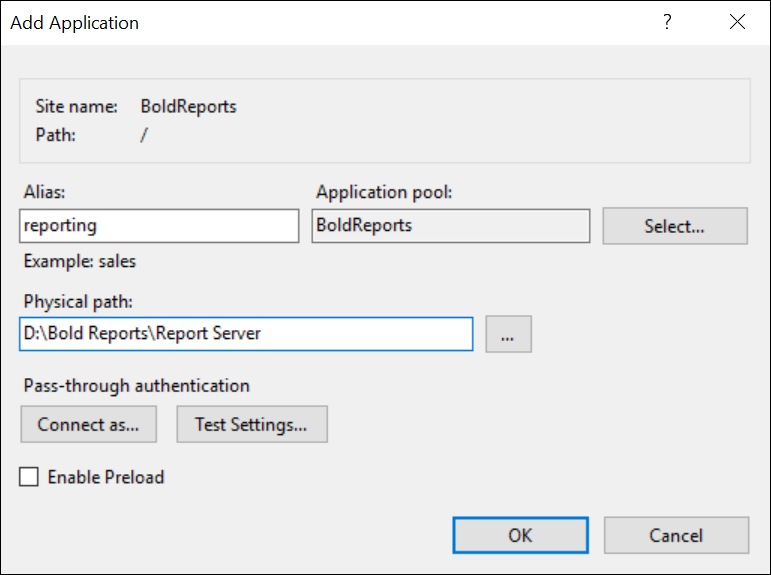 Add Application
?
Site name: BoldReports
Path: /
Alias: Application pool:
reporting BoldReports Select...
Example: sales
Physical path:
D:\Bold Reports\Report Server ...
Pass-through authentication
Connect as... Test Settings...
Enable Preload
OK Cancel